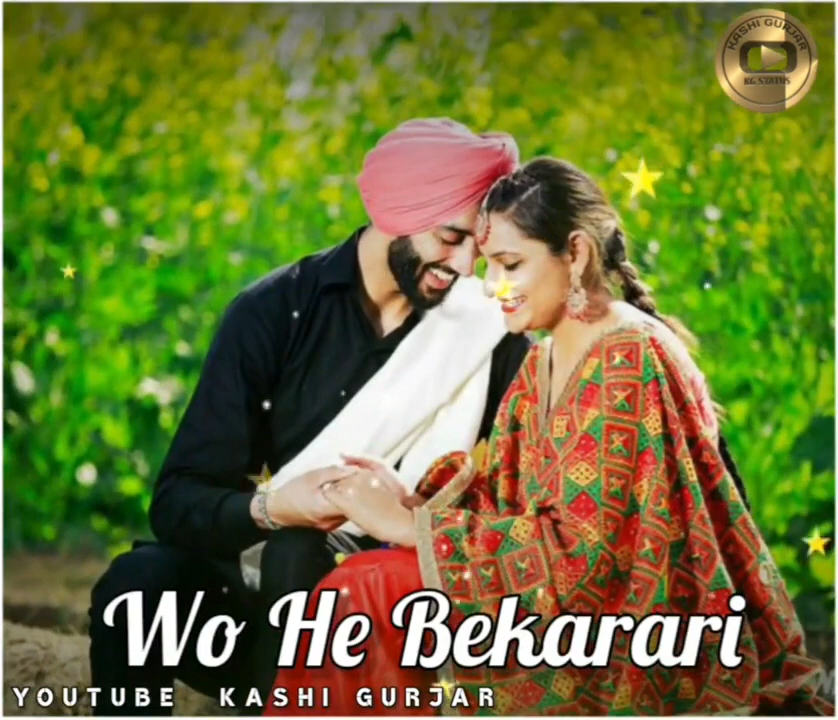 KASHI GURJAR
KG STATUS
Wo He Bekarari
YOUTUBE KASHI GURJAR